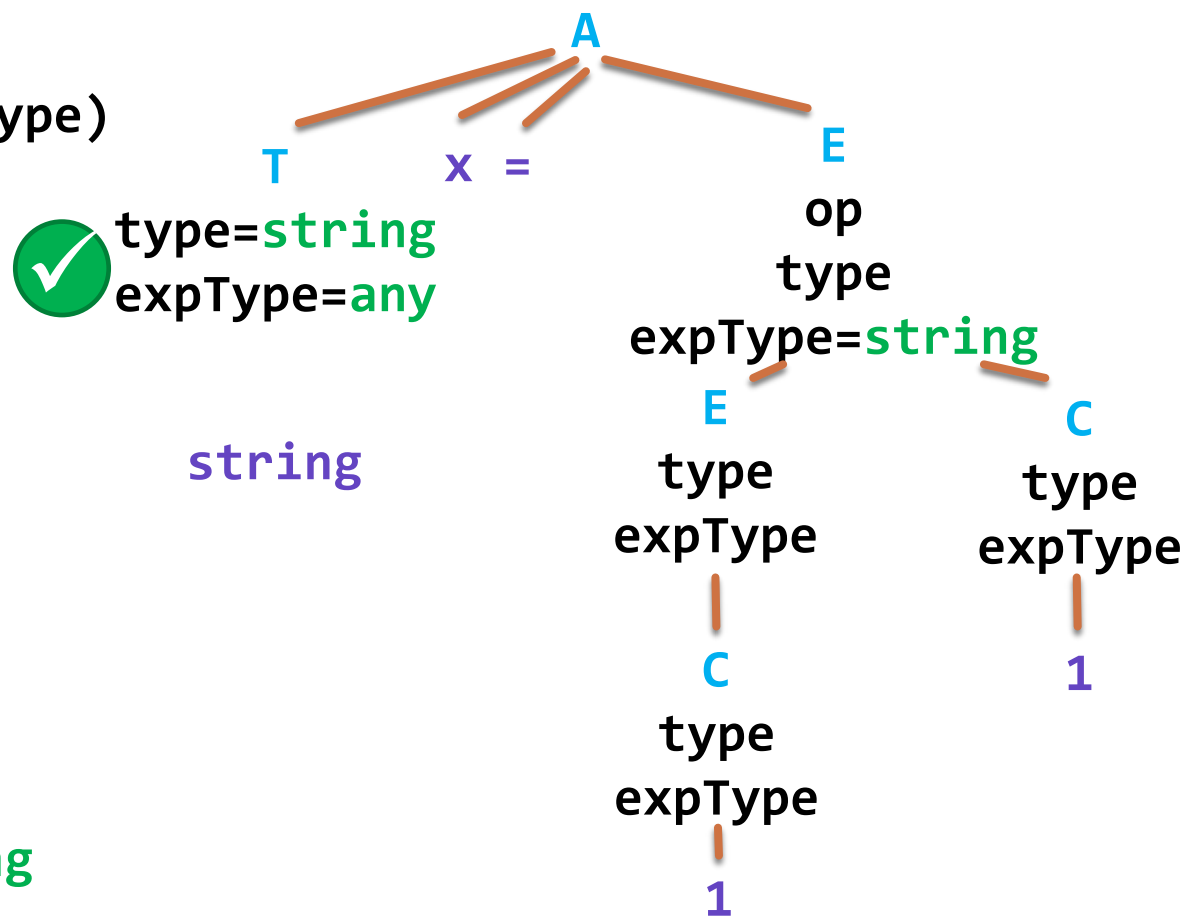 A
ype)
T
x =
E
type=string
expType=any
op
type
expType=string
E
C
string
type
expType
type
expType
C
1
type
expType
g
1